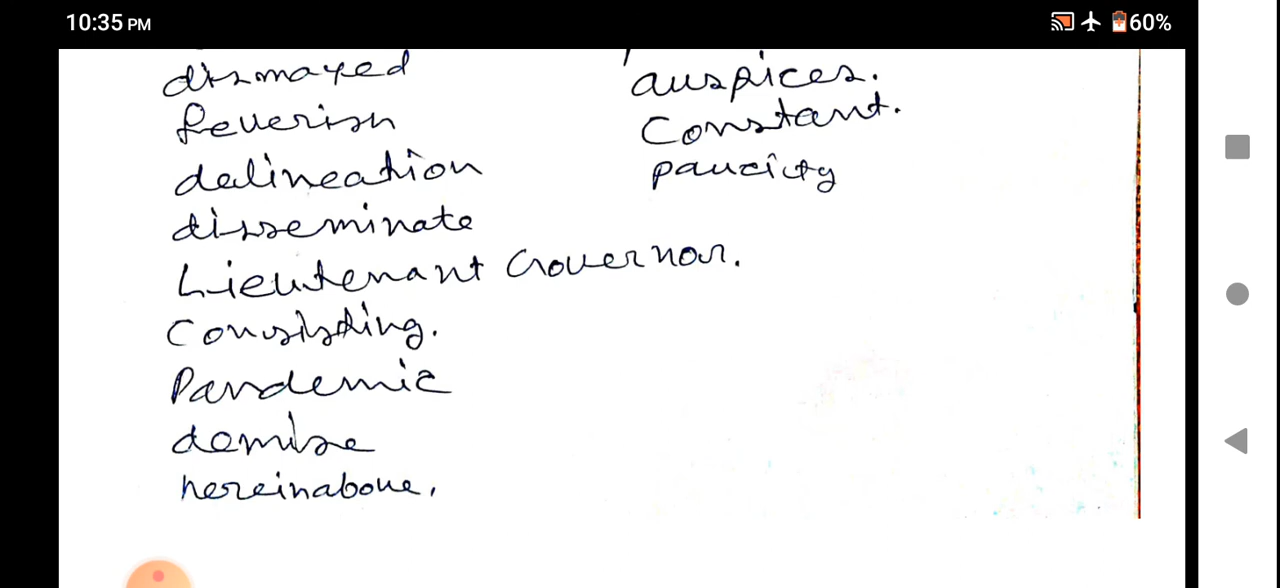 10:35 PM
60%
dismayed
feverish
delineation
disseminate
Lieutenant Governor.
Consisting.
Pandemic
demise
hereinabove.
auspices.
Constant.
paucity